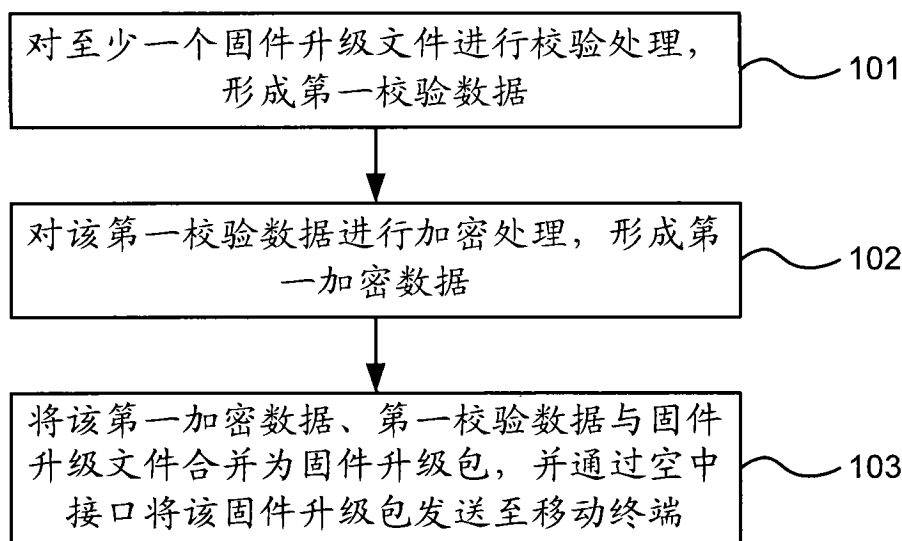 对至少一个固件升级文件进行校验处理，
形成第一校验数据
101
对该第一校验数据进行加密处理，形成第
一加密数据
102
将该第一加密数据、第一校验数据与固件
升级文件合并为固件升级包，并通过空中
接口将该固件升级包发送至移动终端
103